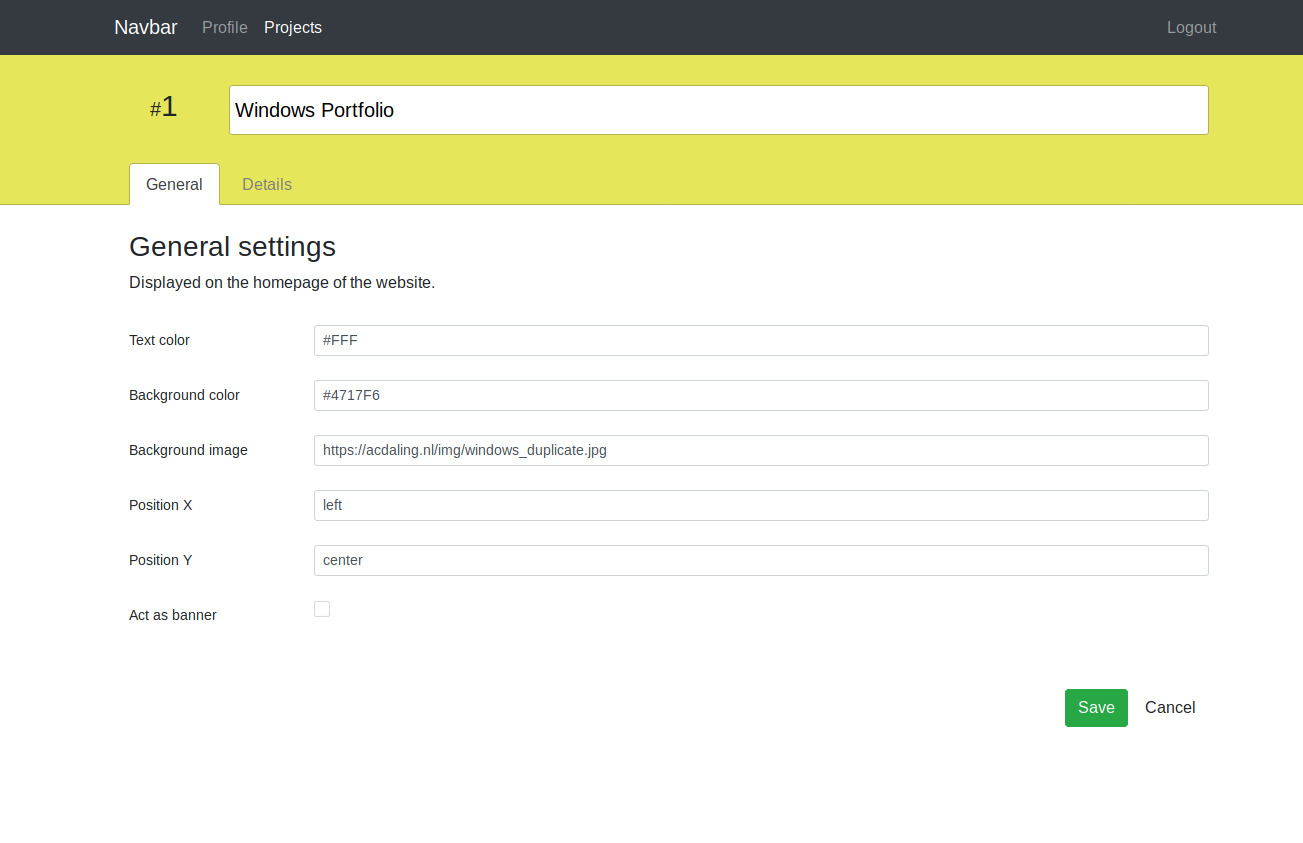 Navbar Profile Projects Logout
#1 Windows Portfolio
General Details
General settings
Displayed on the homepage of the website.
Text color #FFF
Background color #4717F6
Background image https://acdaling.nl/img/windows_duplicate.jpg
Position X left
Position Y center
Act as banner
Save Cancel